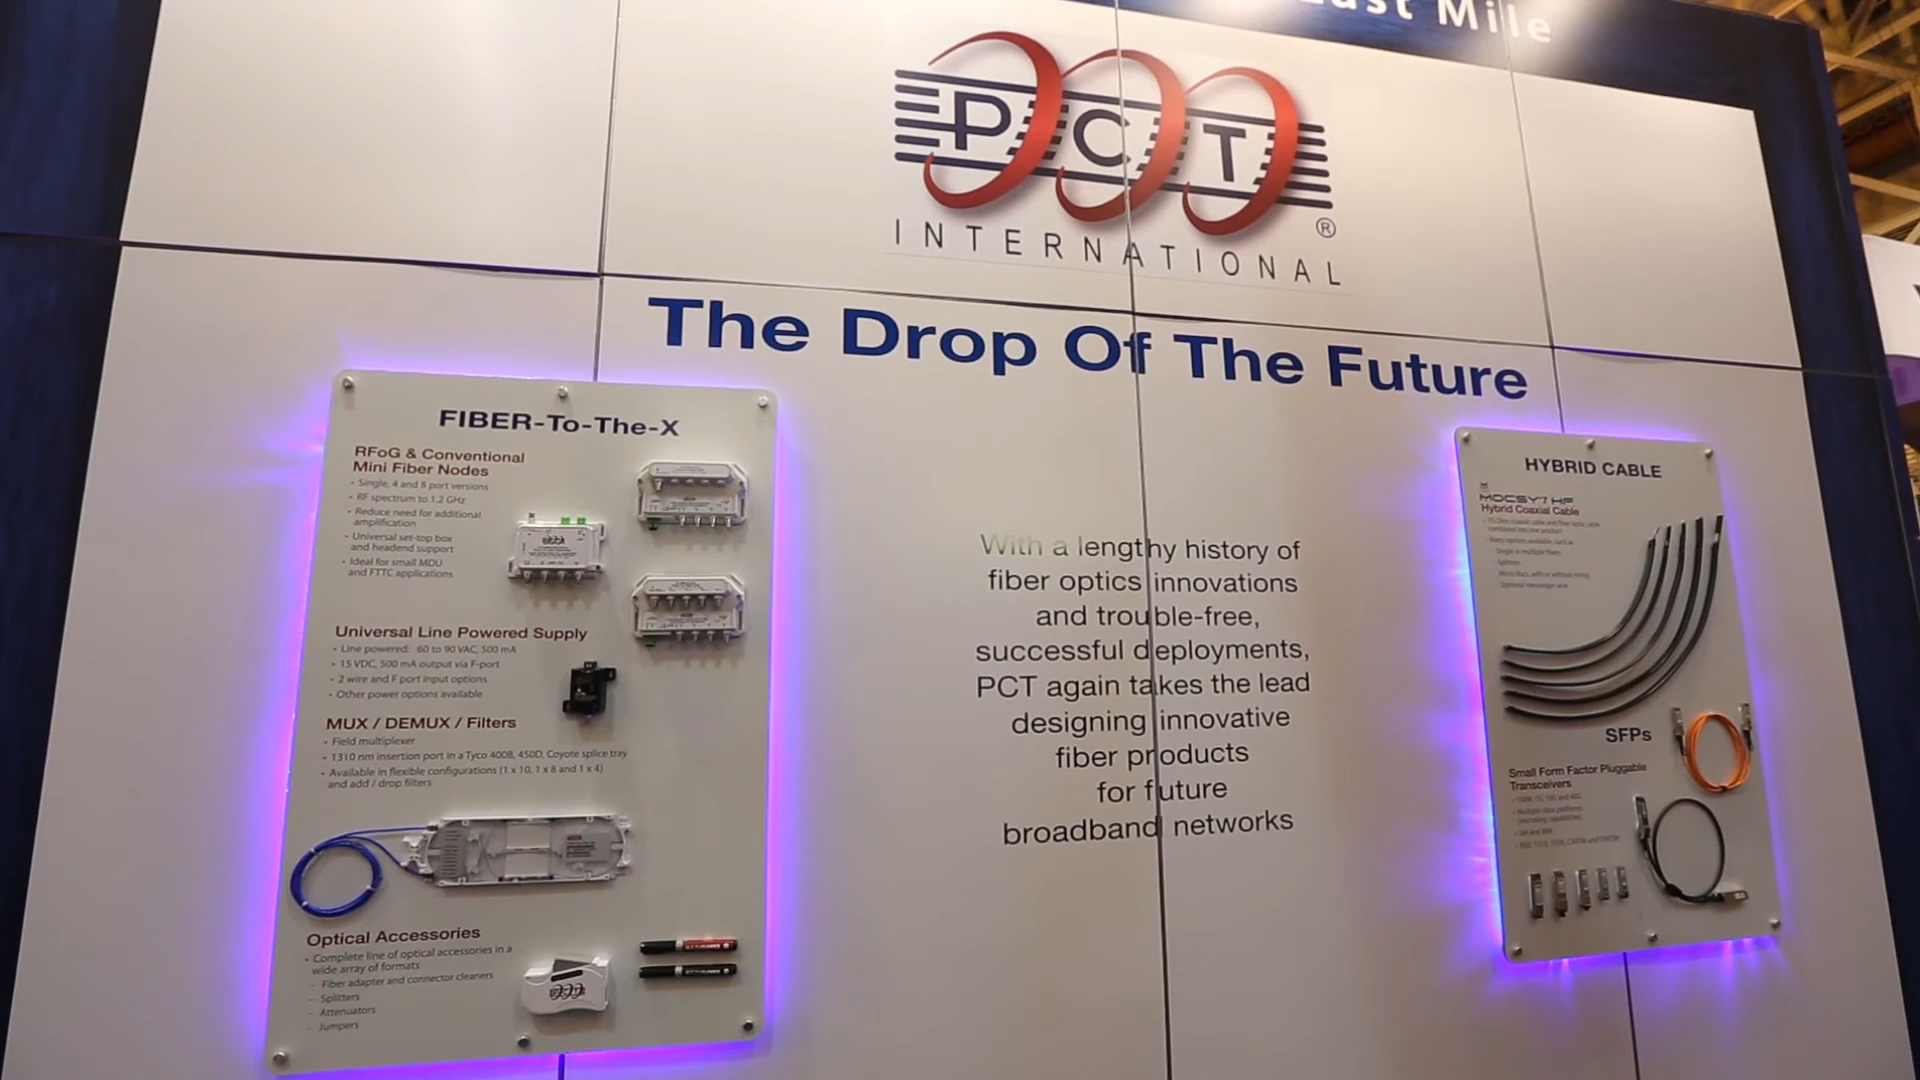 Last Mile
PCT
®
INTERNATIONAL
The Drop Of The Future
FIBER-To-The-X
RFoG & Conventional
Mini Fiber Nodes
- Single, 4 and 8 port versions
- RF spectrum to 1.2 GHz
- Reduce need for additional
amplification
- Universal set-top box
and headend support
- Ideal for small MDU
and FTTC applications
Universal Line Powered Supply
- Line powered: 60 to 90 VAC, 500 mA
- 15 VDC, 500 mA output via F-port
- 2 wire and F port input options
- Other power options available
MUX / DEMUX / Filters
- Field multiplexer
- 1310 nm insertion port in a Tyco 400B, 450D, Coyote splice tray
- Available in flexible configurations (1 x 10, 1 x 8 and 1 x 4)
and add / drop filters
Optical Accessories
- Complete line of optical accessories in a
wide array of formats
- Fiber adapter and connector cleaners
- Splitters
- Attenuators
- Jumpers
With a lengthy history of
fiber optics innovations
and trouble-free,
successful deployments,
PCT again takes the lead
designing innovative
fiber products
for future
broadband networks
HYBRID CABLE
MOCSY'7 HF
Hybrid Coaxial Cable
SFPs
Small Form Factor Pluggable
Transceivers